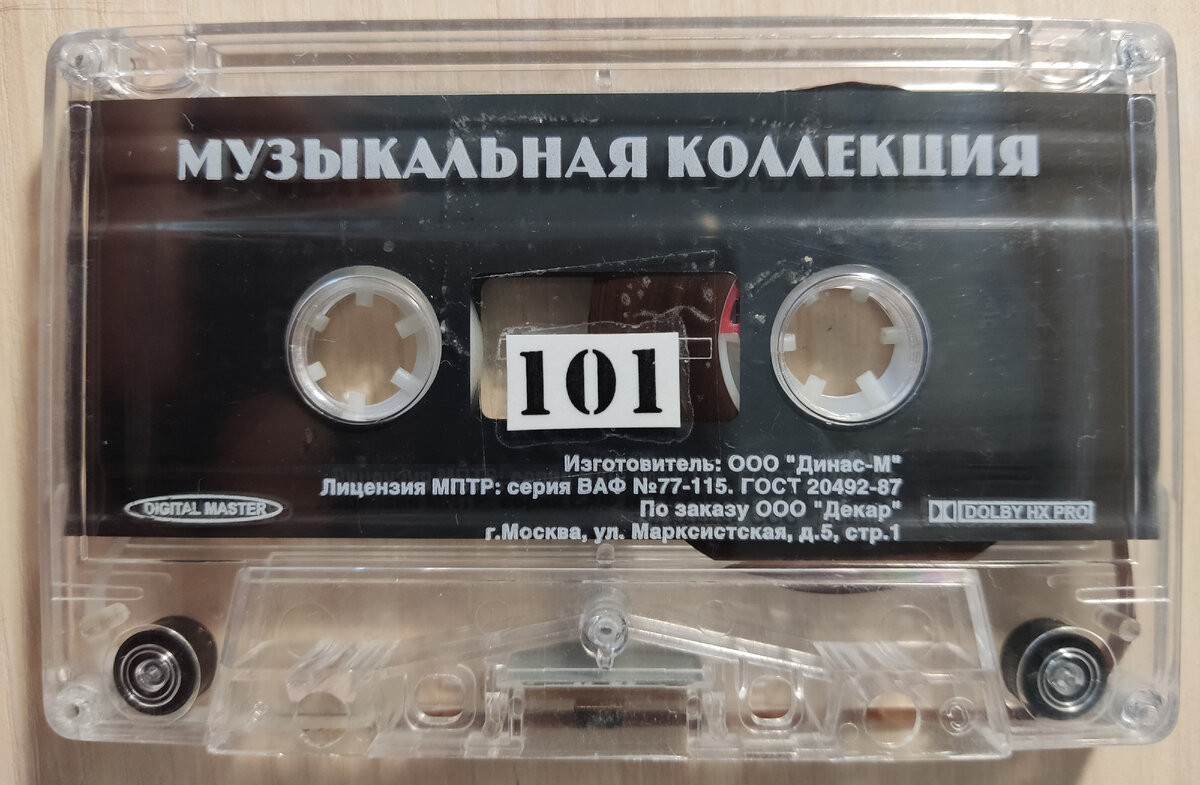 МУЗЫКАЛЬНАЯ КОЛЛЕКЦИЯ
101
Изготовитель: ООО "Динас-М"
Лицензия МПТР: серия ВАФ №77-115. ГОСТ 20492-87
По заказу ООО "Декар"
г.Москва, ул. Марксистская, д.5, стр.1
DIGITAL MASTER
DOLBY HX PRO